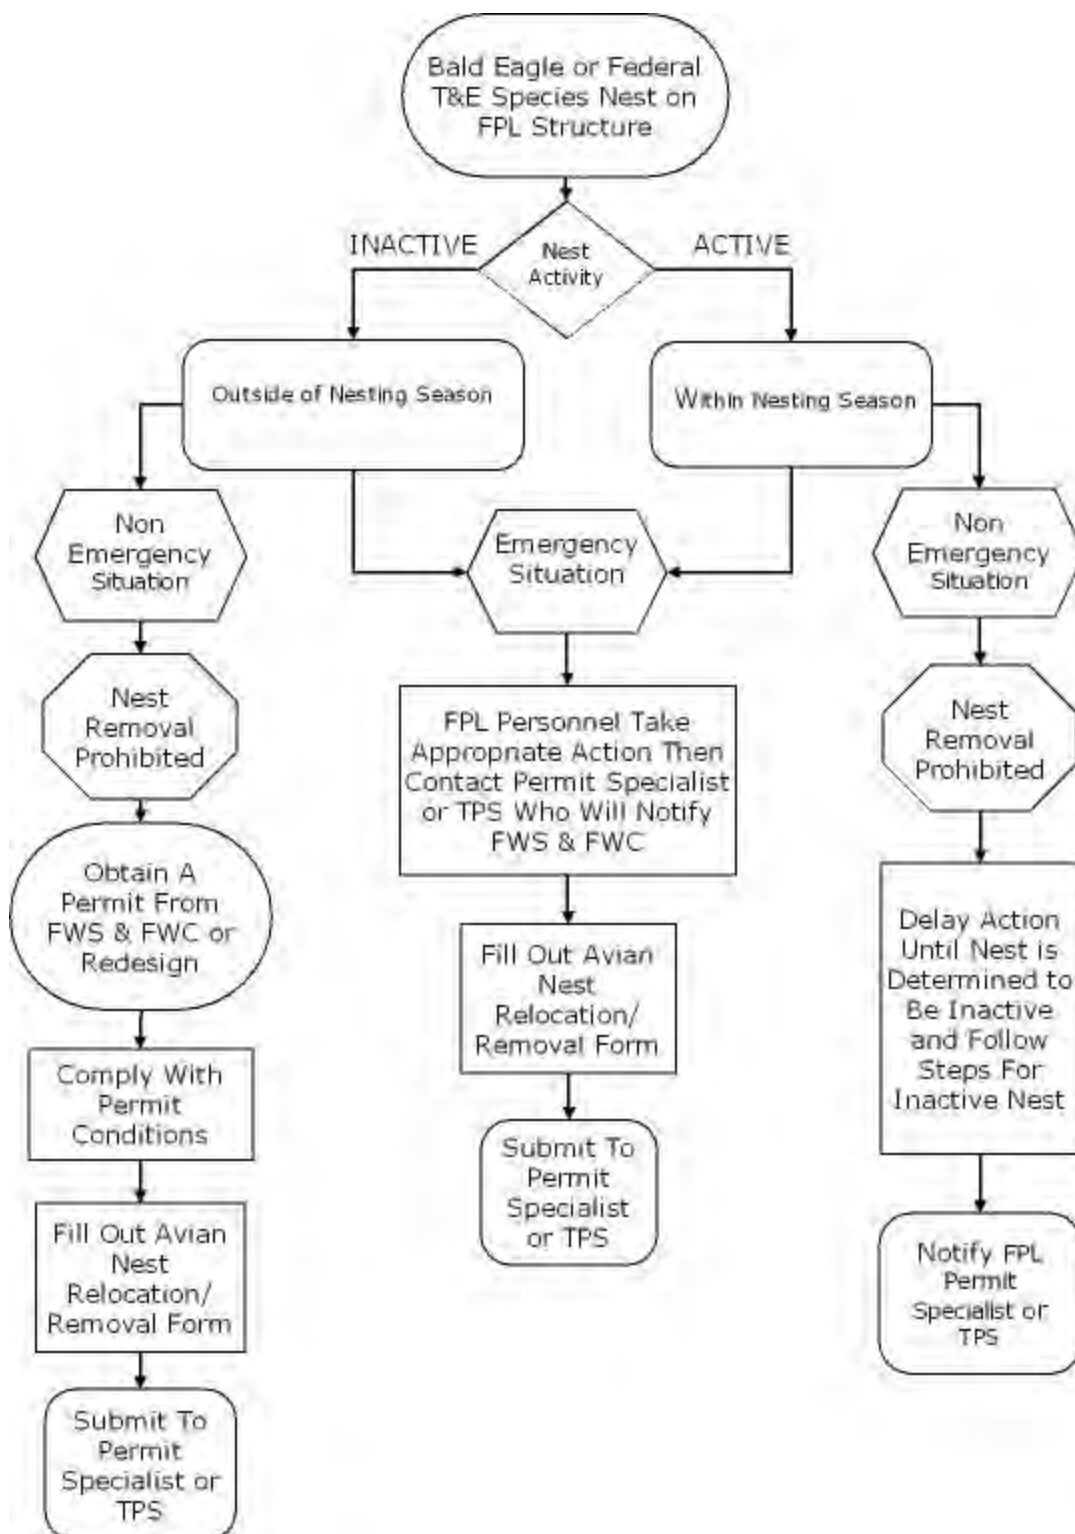 Bald Eagle or Federal
T&E Species Nest on
FPL Structure
INACTIVE
ACTIVE
Nest
Activity
Outside of Nesting Season
Within Nesting Season
Non
Emergency
Situation
Emergency
Situation
Non
Emergency
Situation
Nest
Removal
Prohibited
FPL Personnel Take
Appropriate Action Then
Contact Permit Specialist
or TPS Who Will Notify
FWS & FWC
Nest
Removal
Prohibited
Obtain A
Permit From
FWS & FWC or
Redesign
Fill Out Avian
Nest
Relocation/
Removal Form
Delay Action
Until Nest is
Determined to
Be Inactive
and Follow
Steps For
Inactive Nest
Comply With
Permit
Conditions
Submit To
Permit
Specialist
or TPS
Fill Out Avian
Nest
Relocation/
Removal Form
Notify FPL
Permit
Specialist or
TPS
Submit To
Permit
Specialist or
TPS